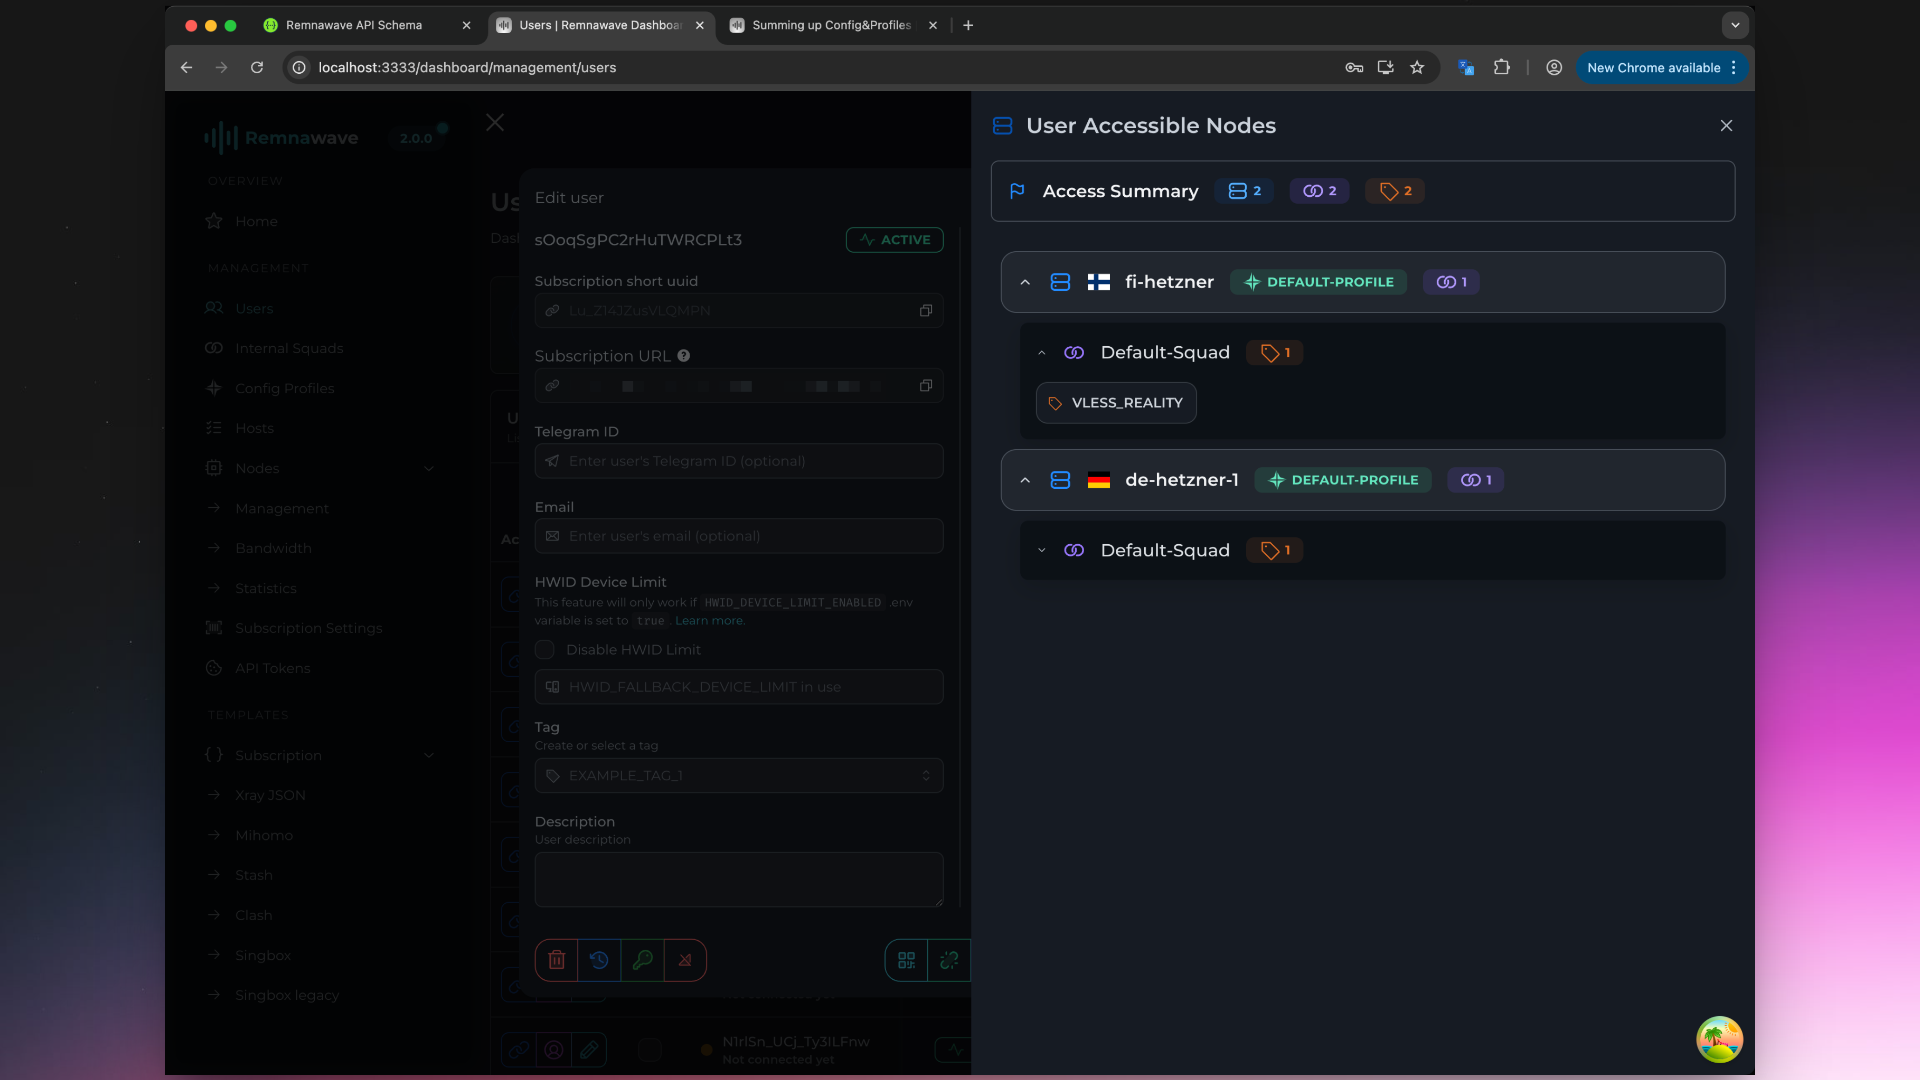 Remnawave API Schema
Users | Remnawave Dashboar
Summing up Config&Profiles
localhost:3333/dashboard/management/users
New Chrome available
Remnawave
2.0.0
OVERVIEW
Home
MANAGEMENT
Users
Internal Squads
Config Profiles
Hosts
Nodes
Management
Bandwidth
Statistics
Subscription Settings
API Tokens
TEMPLATES
Subscription
Xray JSON
Mihomo
Stash
Clash
Singbox
Singbox legacy
Edit user
sOoqSgPC2rHuTWRCPLt3
ACTIVE
Subscription short uuid
Lu_Z14JZusVLQMPN
Subscription URL
Telegram ID
Enter user's Telegram ID (optional)
Email
Enter user's email (optional)
HWID Device Limit
This feature will only work if HWID_DEVICE_LIMIT_ENABLED .env
variable is set to true. Learn more.
Disable HWID Limit
HWID_FALLBACK_DEVICE_LIMIT in use
Tag
Create or select a tag
EXAMPLE_TAG_1
Description
User description
Not connected yet
User Accessible Nodes
Access Summary 2 2 2
fi-hetzner DEFAULT-PROFILE 1
Default-Squad 1
VLESS_REALITY
de-hetzner-1 DEFAULT-PROFILE 1
Default-Squad 1